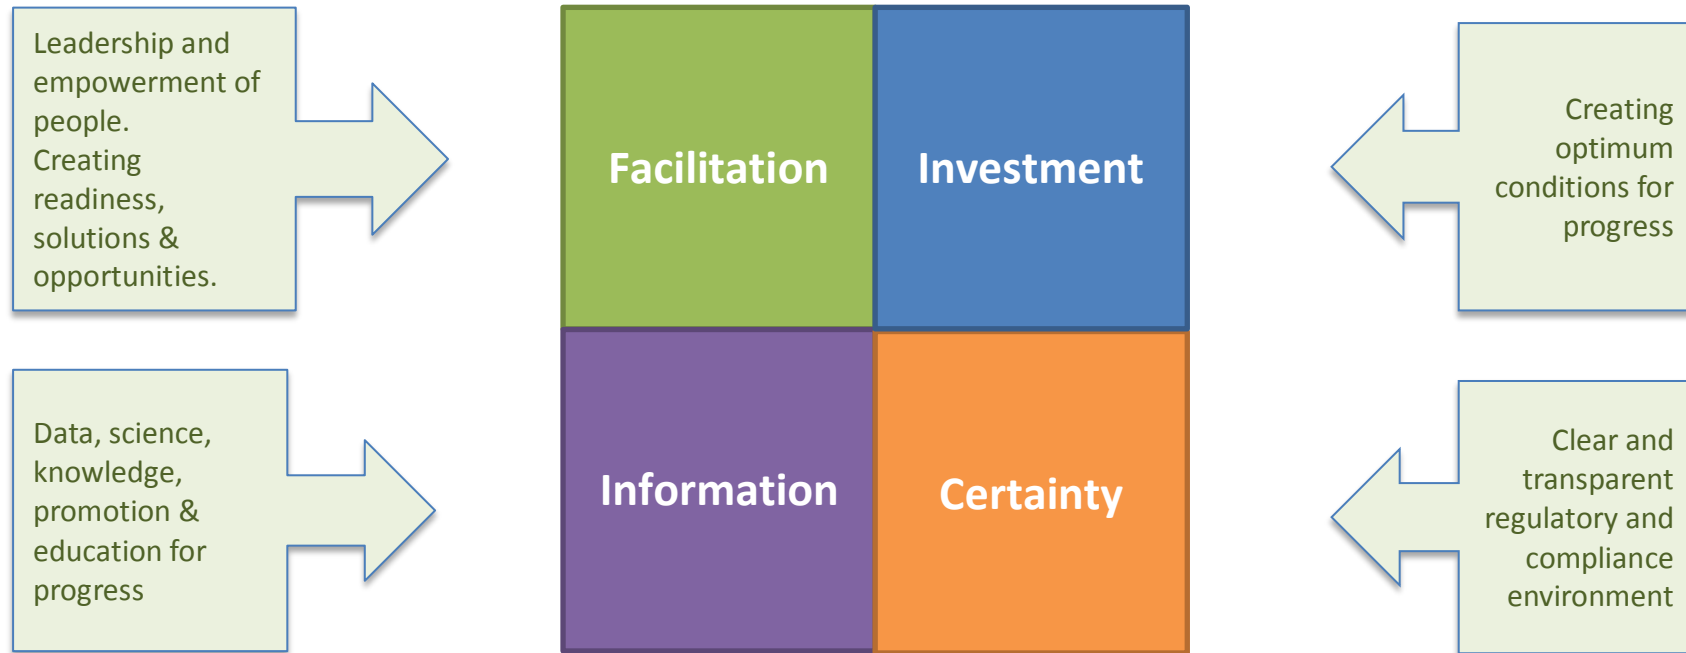 Leadership and
empowerment of
people.
Creating
readiness,
solutions &
opportunities.
Facilitation
Investment
Creating
optimum
conditions for
progress
Data, science,
knowledge,
promotion &
education for
progress
Information
Certainty
Clear and
transparent
regulatory and
compliance
environment